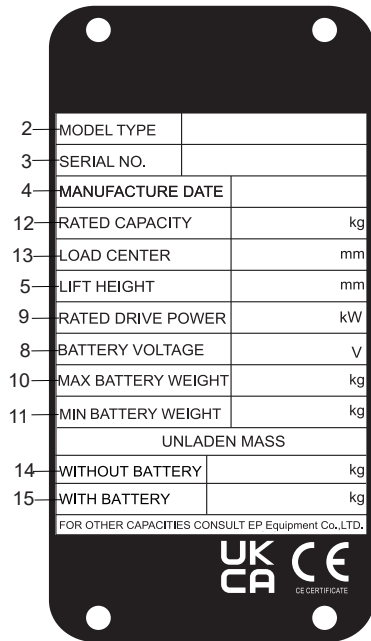 2 MODEL TYPE
3 SERIAL NO.
4 MANUFACTURE DATE
12 RATED CAPACITY kg
13 LOAD CENTER mm
5 LIFT HEIGHT mm
9 RATED DRIVE POWER kW
8 BATTERY VOLTAGE V
10 MAX BATTERY WEIGHT kg
11 MIN BATTERY WEIGHT kg
UNLADEN MASS
14 WITHOUT BATTERY kg
15 WITH BATTERY kg
FOR OTHER CAPACITIES CONSULT EP Equipment Co.,LTD.
UK CE
CA CE CERTIFICATE